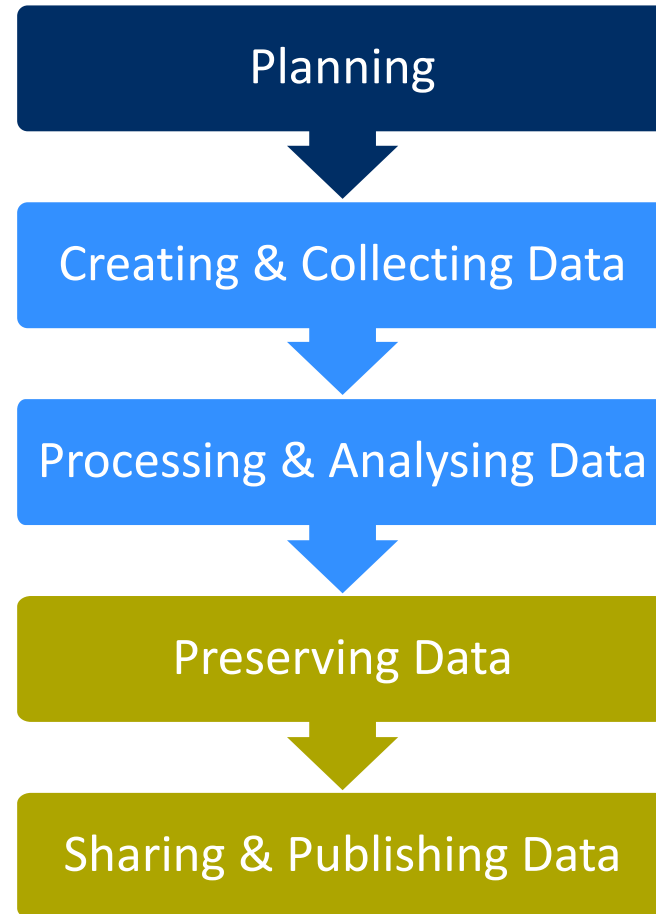 Planning
Creating & Collecting Data
Processing & Analysing Data
Preserving Data
Sharing & Publishing Data